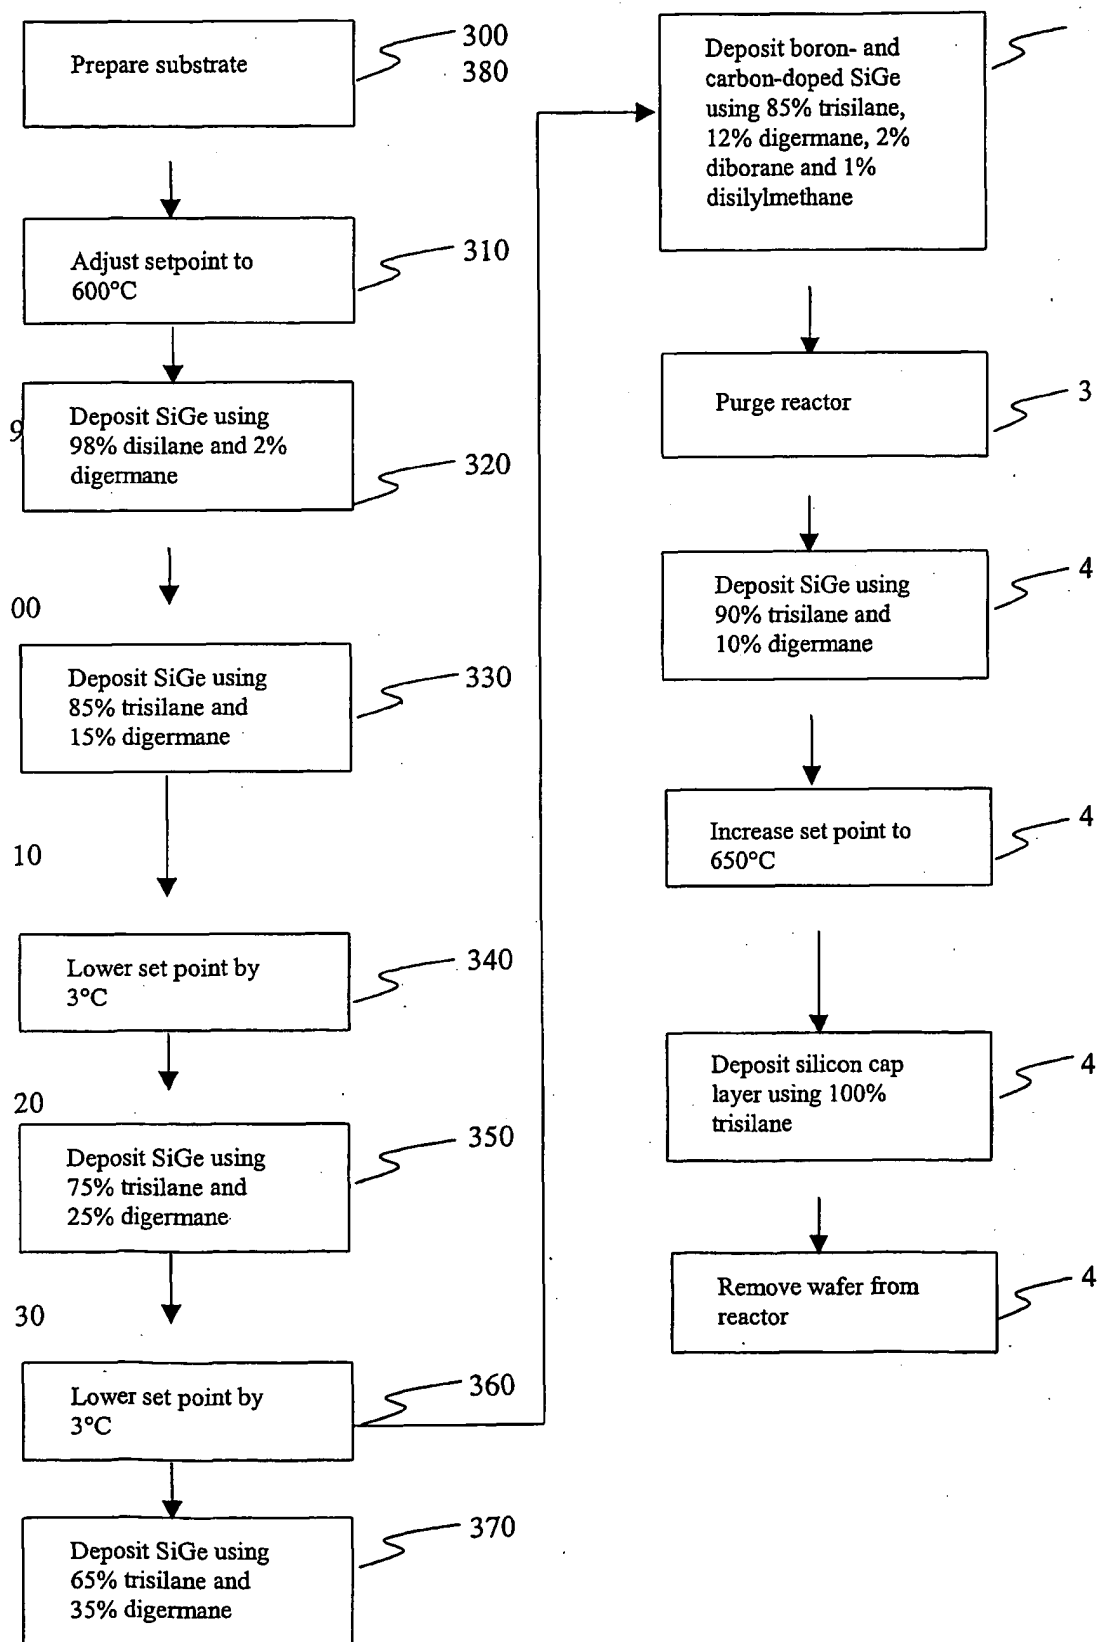 Prepare substrate
300
380
Adjust setpoint to
600°C
310
Deposit SiGe using
98% disilane and 2%
digermane
9
320
00
Deposit SiGe using
85% trisilane and
15% digermane
330
10
Lower set point by
3°C
340
20
Deposit SiGe using
75% trisilane and
25% digermane
350
30
Lower set point by
3°C
360
Deposit SiGe using
65% trisilane and
35% digermane
370
Deposit boron- and
carbon-doped SiGe
using 85% trisilane,
12% digermane, 2%
diborane and 1%
disilylmethane
Purge reactor
3
Deposit SiGe using
90% trisilane and
10% digermane
4
Increase set point to
650°C
4
Deposit silicon cap
layer using 100%
trisilane
4
Remove wafer from
reactor
4